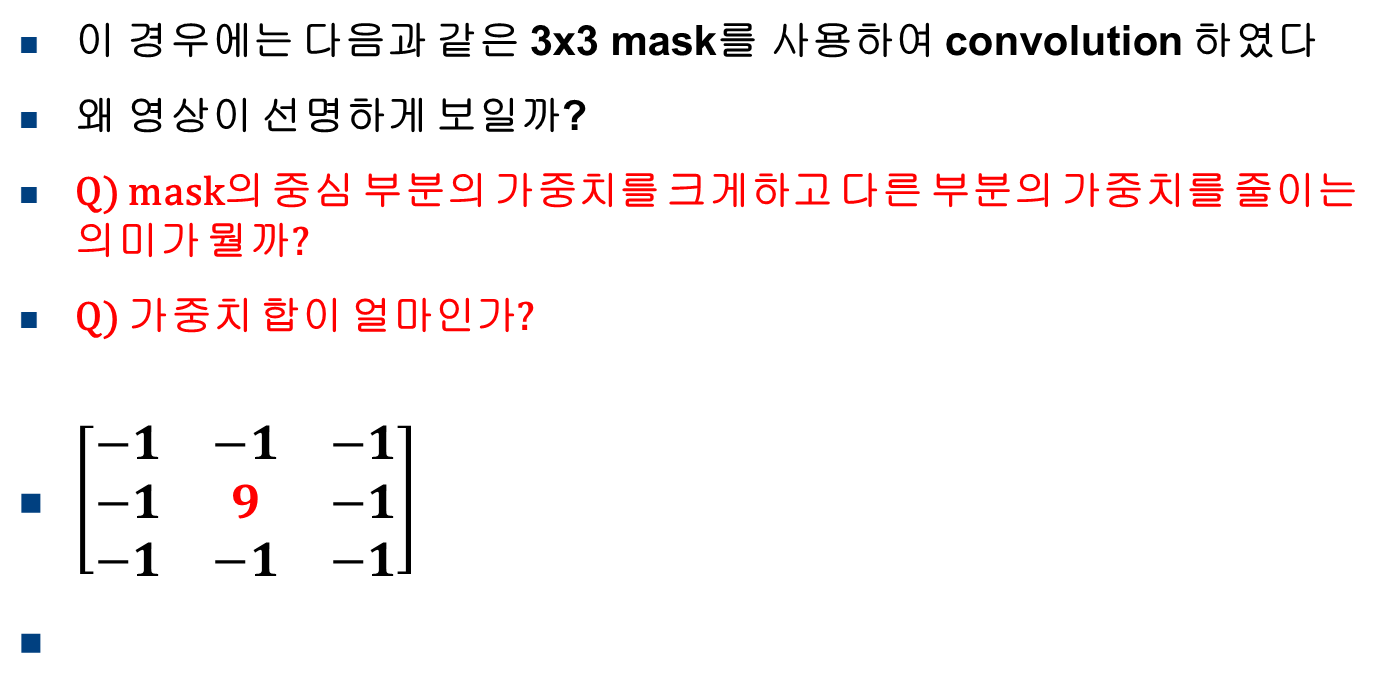 이 경우에는 다음과 같은 3x3 mask를 사용하여 convolution 하였다
왜 영상이 선명하게 보일까?
Q) mask의 중심 부분의 가중치를 크게하고 다른 부분의 가중치를 줄이는
의미가 뭘까?
Q) 가중치 합이 얼마인가?
−1 −1 −1
−1 9 −1
−1 −1 −1